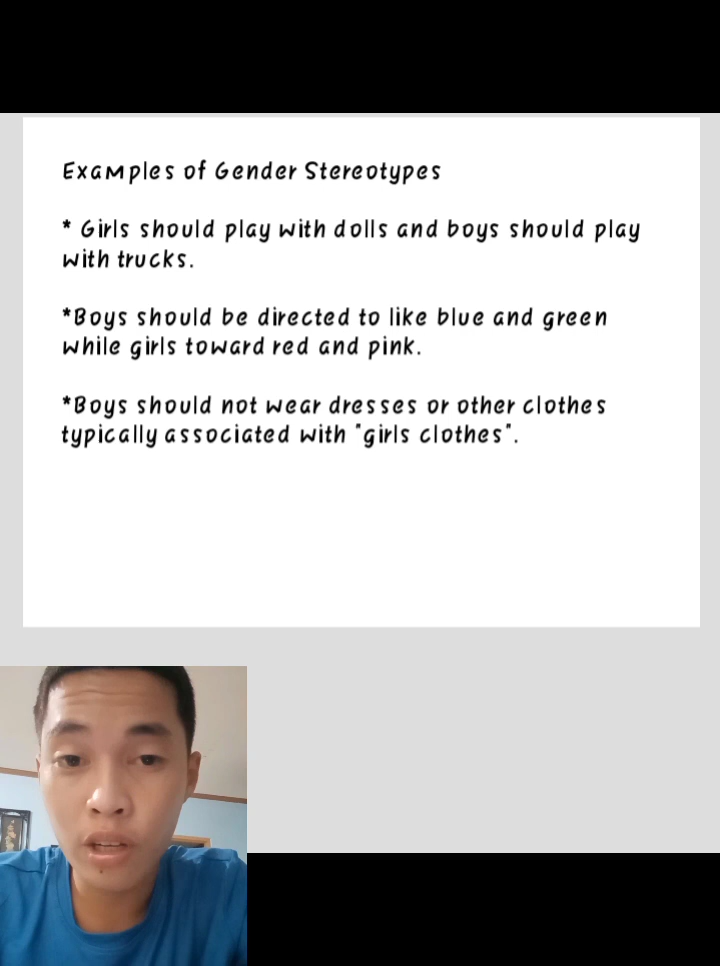 Examples of Gender Stereotypes
* Girls should play with dolls and boys should play
with trucks.
*Boys should be directed to like blue and green
while girls toward red and pink.
*Boys should not wear dresses or other clothes
typically associated with "girls clothes".